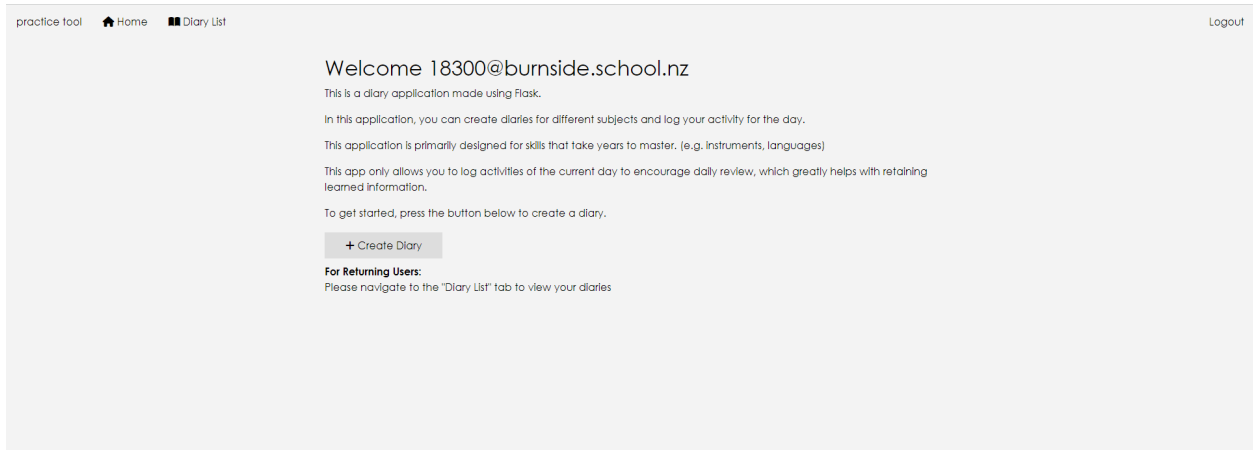 practice tool Home Diary List Logout
Welcome 18300@burnside.school.nz
This is a diary application made using Flask.
In this application, you can create diaries for different subjects and log your activity for the day.
This application is primarily designed for skills that take years to master. (e.g. instruments, languages)
This app only allows you to log activities of the current day to encourage daily review, which greatly helps with retaining
learned information.
To get started, press the button below to create a diary.
+ Create Diary
For Returning Users:
Please navigate to the "Diary List" tab to view your diaries